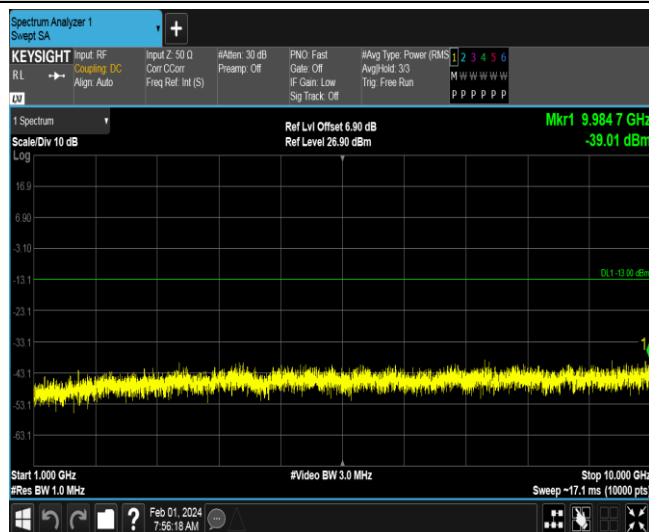 Spectrum Analyzer 1
Swept SA
+
KEYSIGHT
RL
LXI
Input: RF
Coupling: DC
Align: Auto
Input Z: 50 Ω
Corr CCorr
Freq Ref: Int (S)
#Atten: 30 dB
Preamp: Off
PNO: Fast
Gate: Off
IF Gain: Low
Sig Track: Off
#Avg Type: Power (RMS
Avg|Hold: 3/3
Trig: Free Run
1 2 3 4 5 6
M W W W W W
P P P P P P
1 Spectrum
Scale/Div 10 dB
Log
Ref Lvl Offset 6.90 dB
Ref Level 26.90 dBm
Mkr1 9.984 7 GHz
-39.01 dBm
16.9
6.90
-3.10
-13.1
DL1 -13.00 dBm
-23.1
-33.1
1
-43.1
-53.1
-63.1
Start 1.000 GHz
#Res BW 1.0 MHz
#Video BW 3.0 MHz
Stop 10.000 GHz
Sweep ~17.1 ms (10000 pts)
?
Feb 01, 2024
7:56:18 AM